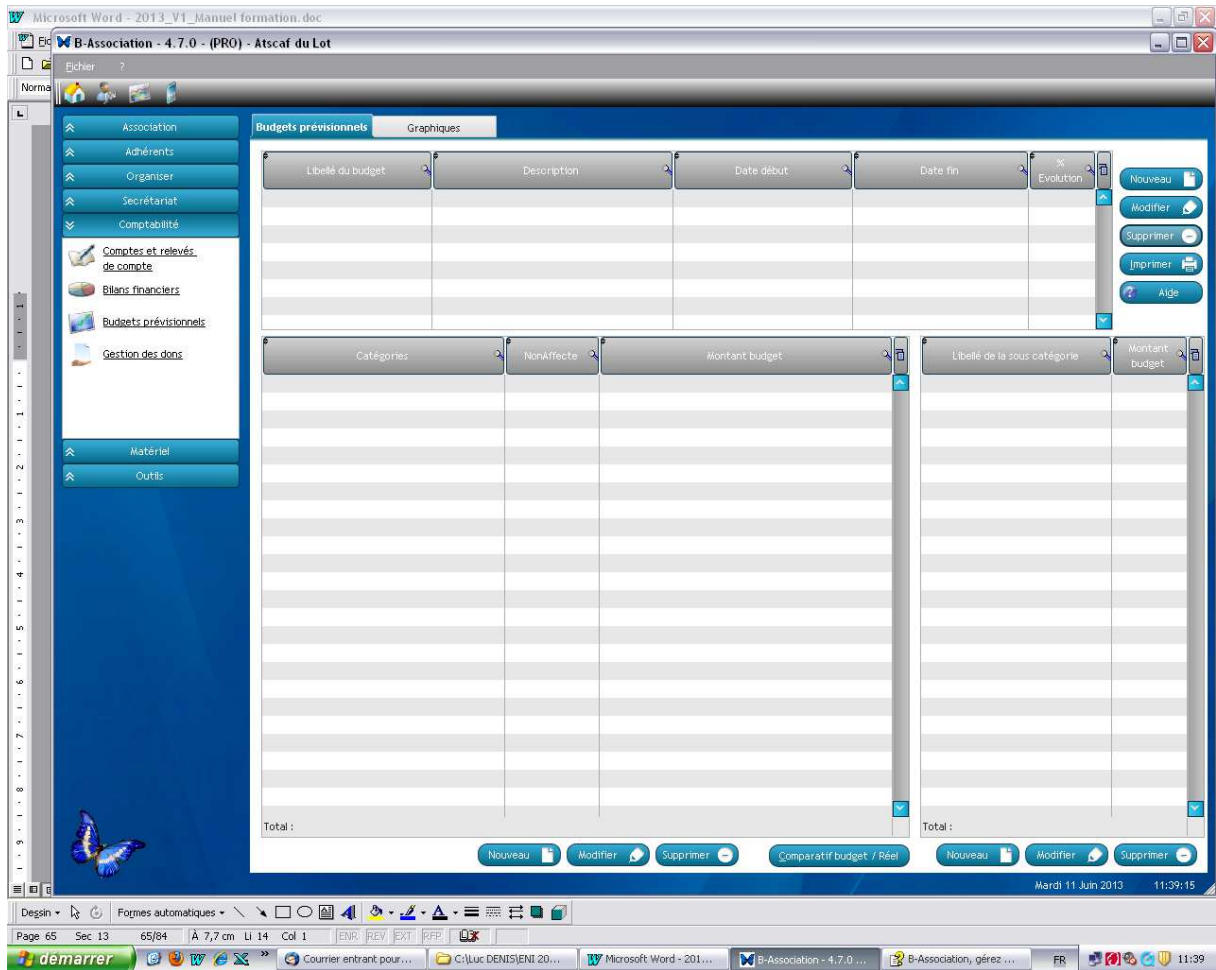 Microsoft Word - 2013_V1_Manuel formation.doc
B-Association - 4.7.0 - (PRO) - Atscaf du Lot
Eichier ?
Norma
Association
Adhérents
Organiser
Secrétariat
Comptabilité
Comptes et relevés
de compte
Bilans financiers
Budgets prévisionnels
Gestion des dons
Matériel
Outils
Budgets prévisionnels Graphiques
Libellé du budget Description Date début Date fin % Evolution
Nouveau
Modifier
Supprimer
Imprimer
Aide
Catégories NonAffecte Montant budget
Libellé de la sous catégorie Montant budget
Total :
Total :
Nouveau Modifier Supprimer Comparatif budget / Réel Nouveau Modifier Supprimer
Mardi 11 Juin 2013 11:39:15
Dessin Formes automatiques
Page 65 Sec 13 65/84 À 7,7 cm Li 14 Col 1 ENR REV EXT RFP
démarrer » Courrier entrant pour... C:\Luc DENIS\ENI 20... Microsoft Word - 201... B-Association - 4.7.0 ... B-Association, gérez ... FR 11:39